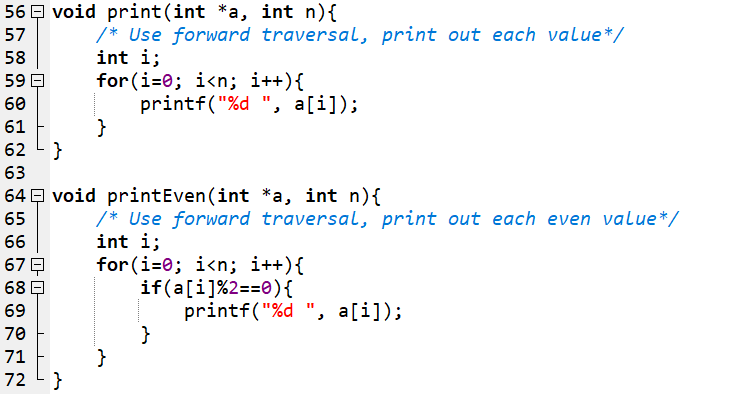 56 void print(int *a, int n){
57     /* Use forward traversal, print out each value*/
58     int i;
59     for(i=0; i<n; i++){
60         printf("%d ", a[i]);
61     }
62 }
63
64 void printEven(int *a, int n){
65     /* Use forward traversal, print out each even value*/
66     int i;
67     for(i=0; i<n; i++){
68         if(a[i]%2==0){
69             printf("%d ", a[i]);
70         }
71     }
72 }